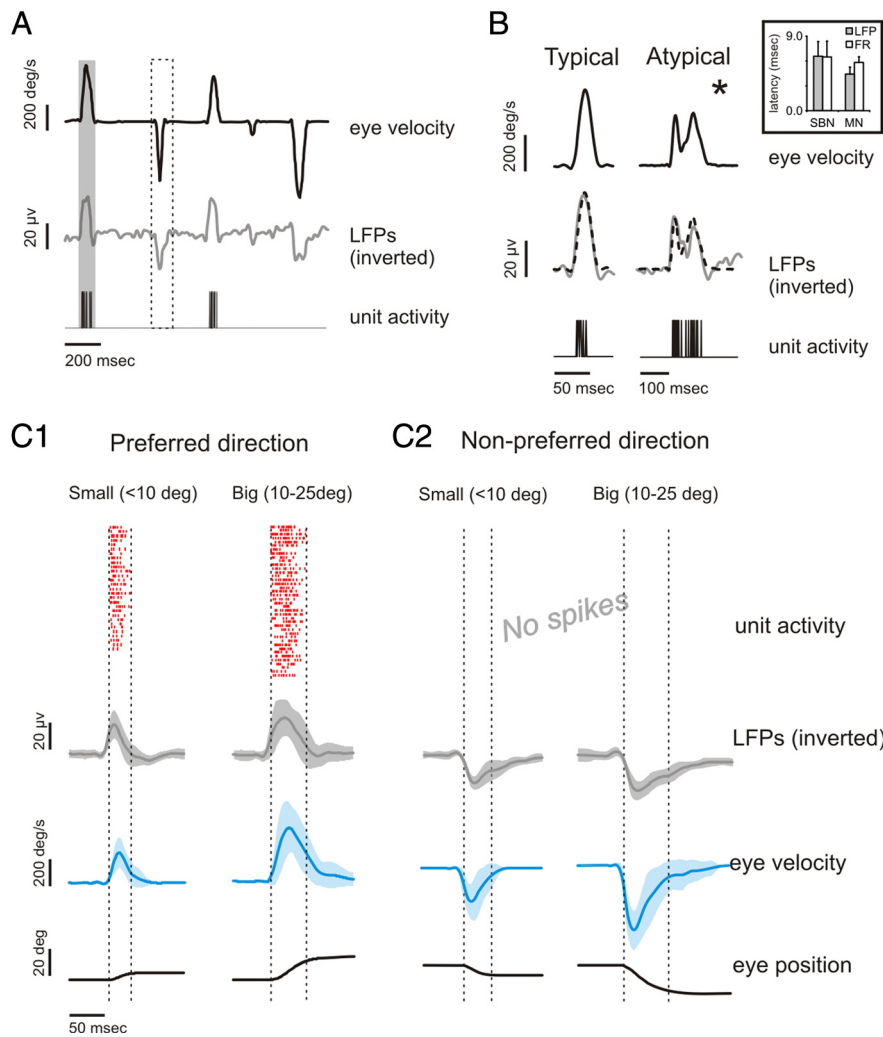 A
200 deg/s
eye velocity
20 μv
LFPs
(inverted)
unit activity
200 msec
B
Typical
Atypical
*
200 deg/s
eye velocity
20 μv
LFPs
(inverted)
unit activity
50 msec
100 msec
9.0
0.0
latency (msec)
LFP
FR
SBN
MN
C1
Preferred direction
Small (<10 deg)
Big (10-25deg)
C2
Non-preferred direction
Small (<10 deg)
Big (10-25 deg)
No spikes
unit activity
20 μv
LFPs (inverted)
200 deg/s
eye velocity
20 deg
eye position
50 msec